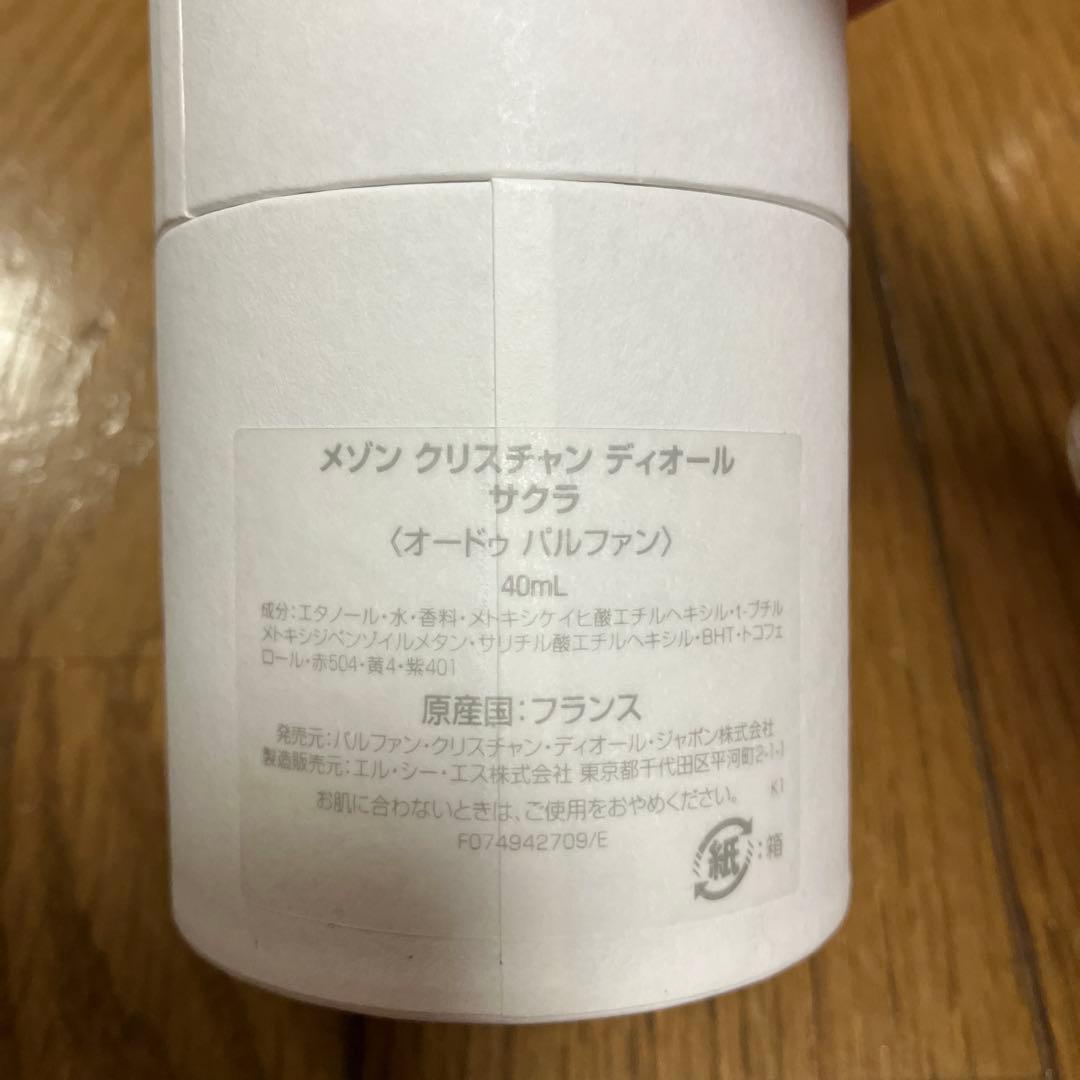 メゾン クリスチャン ディオール
サクラ
〈オードゥ パルファン〉
40mL
成分：エタノール・水・香料・メトキシケイヒ酸エチルヘキシル・t-ブチル
メトキシジベンゾイルメタン・サリチル酸エチルヘキシル・BHT・トコフェ
ロール・赤504・黄4・紫401
原産国：フランス
発売元：パルファン・クリスチャン・ディオール・ジャポン株式会社
製造販売元：エル・シー・エス株式会社 東京都千代田区平河町2-1-1
お肌に合わないときは、ご使用をおやめください。 K1
F074942709/E
紙：箱